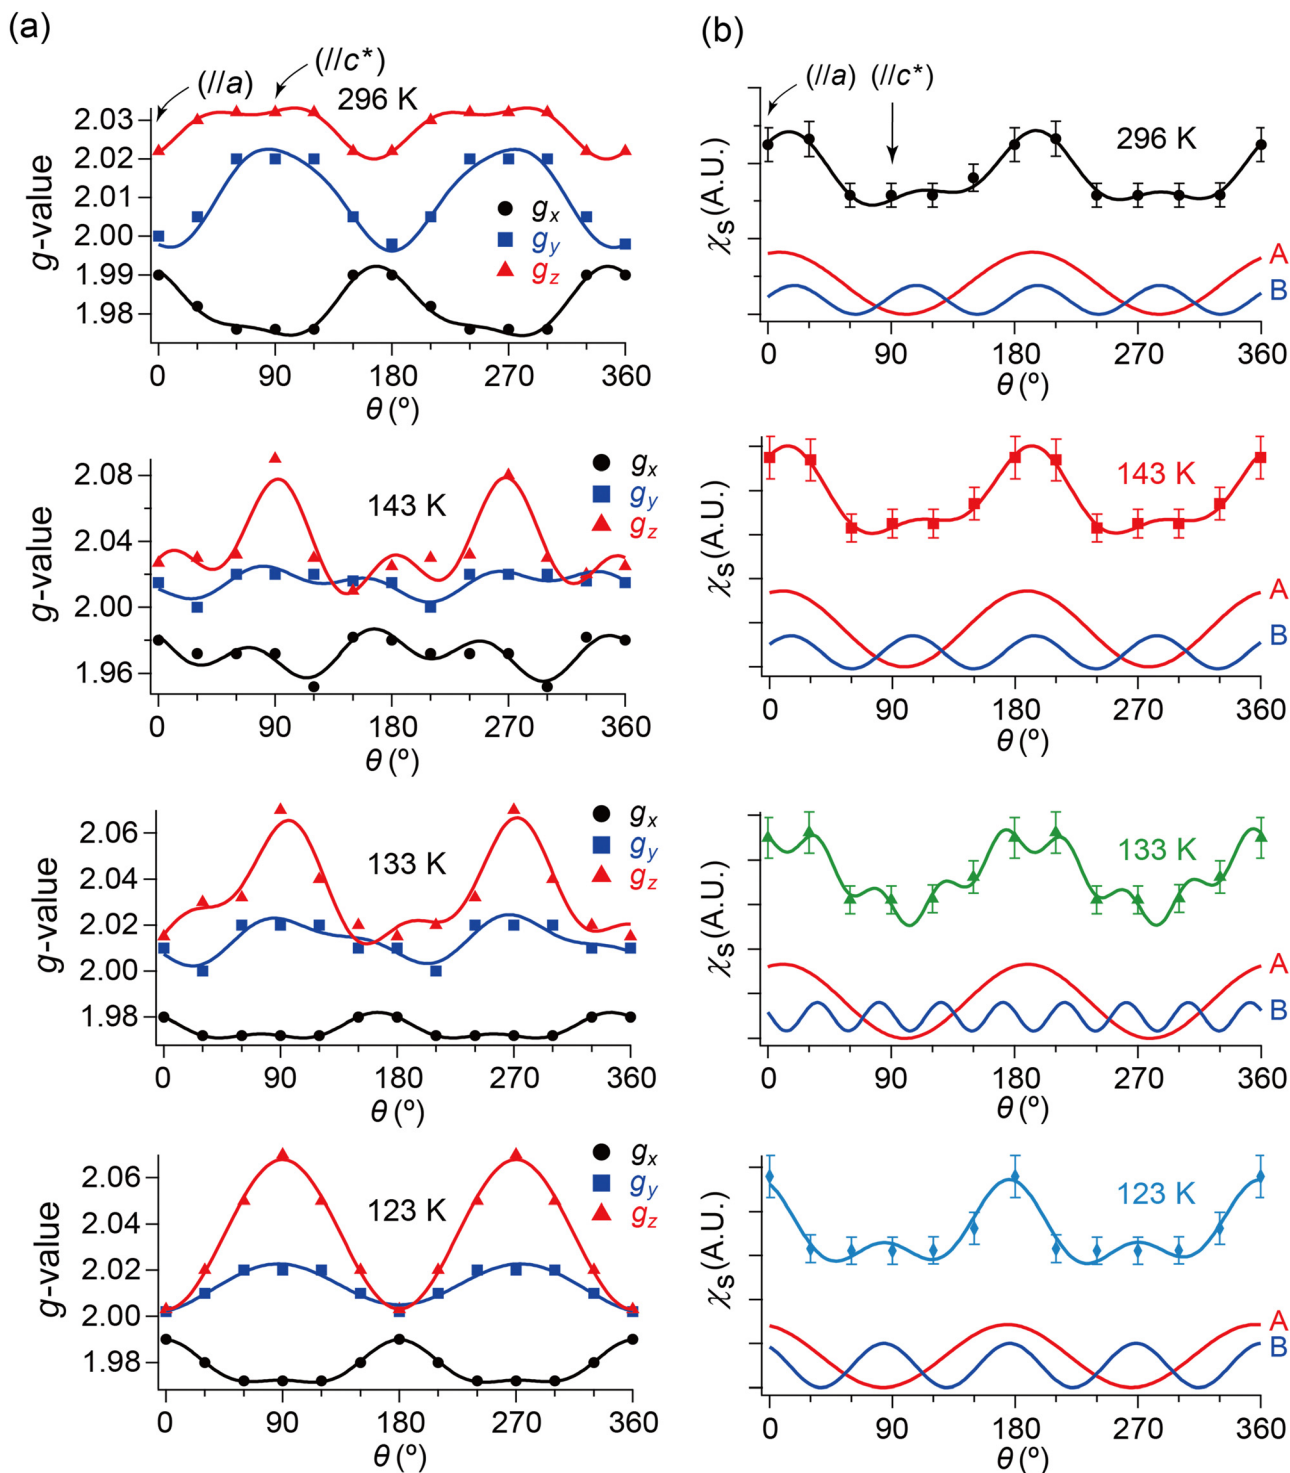 (a)
(//a)
(//c*)
296 K
g-value
2.03
2.02
2.01
2.00
1.99
1.98
gx
gy
gz
0 90 180 270 360
θ (º)
143 K
g-value
2.08
2.04
2.00
1.96
gx
gy
gz
0 90 180 270 360
θ (º)
133 K
g-value
2.06
2.04
2.02
2.00
1.98
gx
gy
gz
0 90 180 270 360
θ (º)
123 K
g-value
2.06
2.04
2.02
2.00
1.98
gx
gy
gz
0 90 180 270 360
θ (º)
(b)
(//a) (//c*)
296 K
χs (A.U.)
A
B
0 90 180 270 360
θ (º)
143 K
χs (A.U.)
A
B
0 90 180 270 360
θ (º)
133 K
χs (A.U.)
A
B
0 90 180 270 360
θ (º)
123 K
χs (A.U.)
A
B
0 90 180 270 360
θ (º)